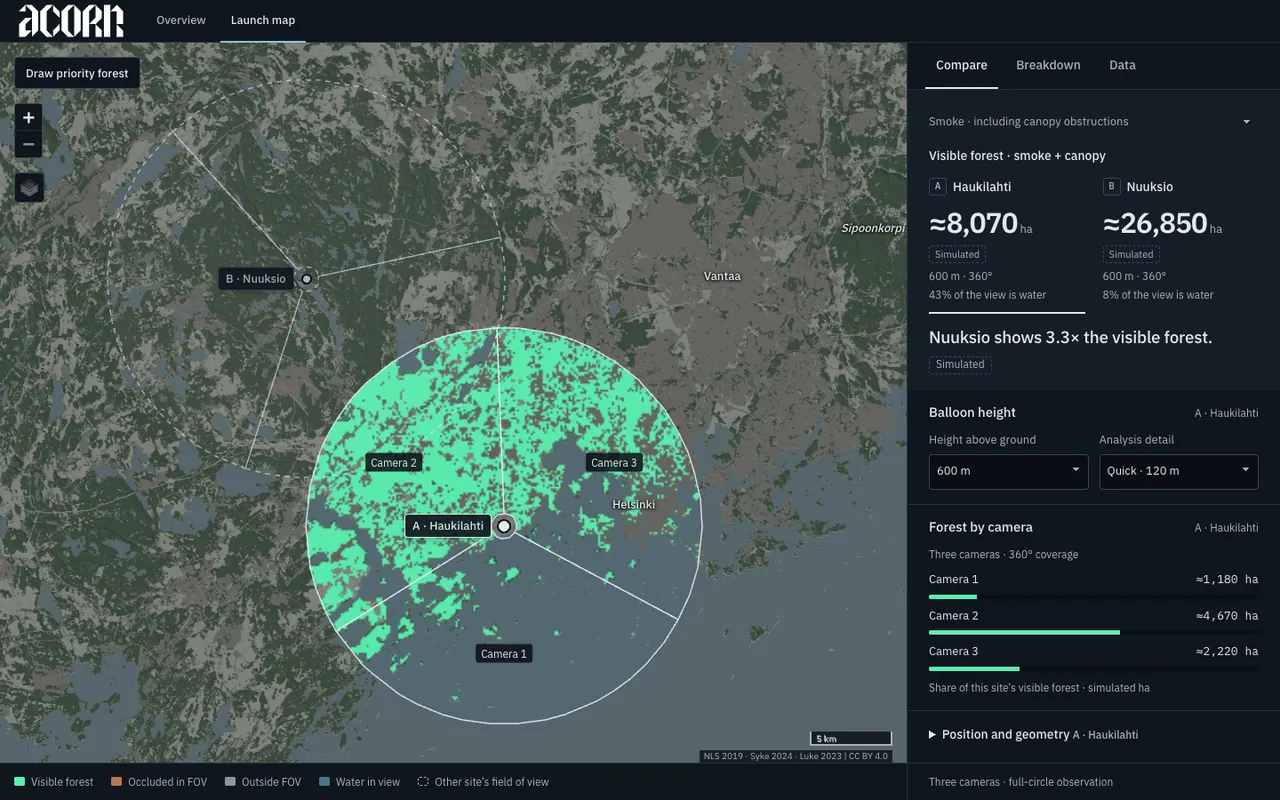 acorn
Overview
Launch map
Draw priority forest
+
−
B · Nuuksio
Sipoonkorpi
Vantaa
Camera 2
Camera 3
Helsinki
A · Haukilahti
Camera 1
5 km
NLS 2019 · Syke 2024 · Luke 2023 | CC BY 4.0
Visible forest
Occluded in FOV
Outside FOV
Water in view
Other site's field of view
Compare
Breakdown
Data
Smoke · including canopy obstructions
Visible forest · smoke + canopy
A Haukilahti
≈8,070 ha
Simulated
600 m · 360°
43% of the view is water
B Nuuksio
≈26,850 ha
Simulated
600 m · 360°
8% of the view is water
Nuuksio shows 3.3× the visible forest.
Simulated
Balloon height
A · Haukilahti
Height above ground
Analysis detail
600 m
Quick · 120 m
Forest by camera
A · Haukilahti
Three cameras · 360° coverage
Camera 1 ≈1,180 ha
Camera 2 ≈4,670 ha
Camera 3 ≈2,220 ha
Share of this site's visible forest · simulated ha
Position and geometry A · Haukilahti
Three cameras · full-circle observation